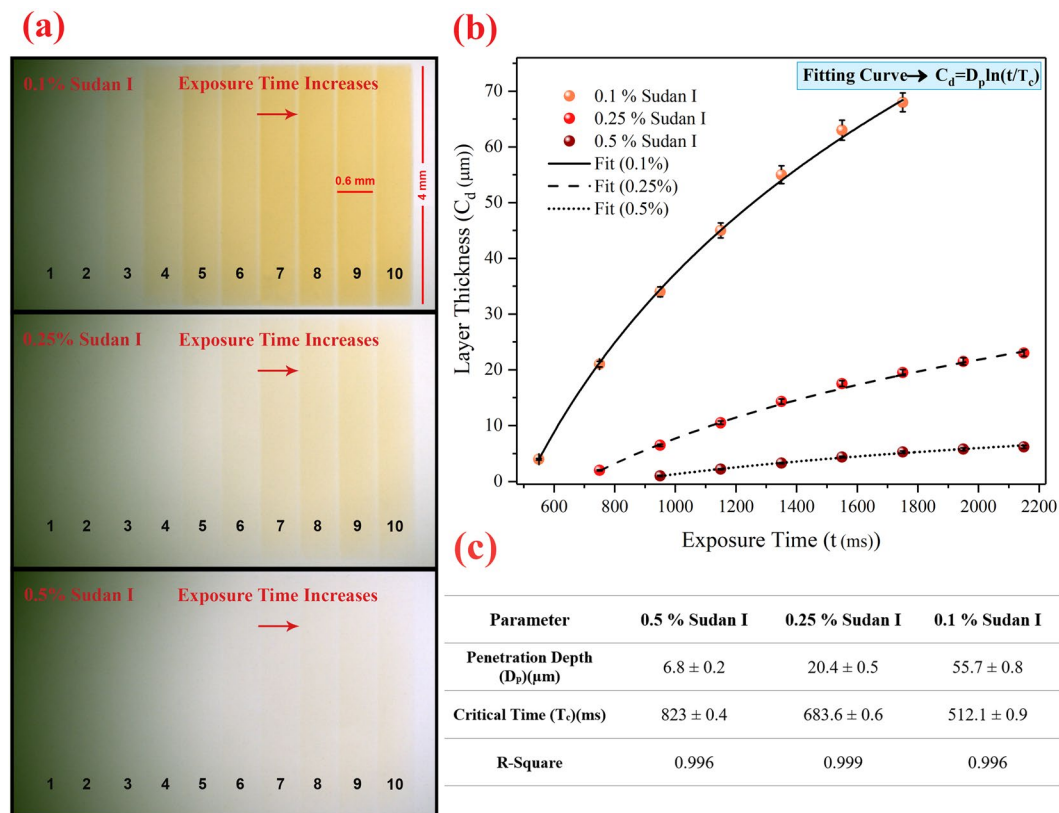 (a)
0.1% Sudan I
Exposure Time Increases
0.6 mm
4 mm
1 2 3 4 5 6 7 8 9 10
0.25% Sudan I
Exposure Time Increases
1 2 3 4 5 6 7 8 9 10
0.5% Sudan I
Exposure Time Increases
1 2 3 4 5 6 7 8 9 10
(b)
Fitting Curve → C_d=D_p ln(t/T_c)
0.1 % Sudan I
0.25 % Sudan I
0.5 % Sudan I
Fit (0.1%)
Fit (0.25%)
Fit (0.5%)
Layer Thickness (C_d (μm))
70
60
50
40
30
20
10
0
600 800 1000 1200 1400 1600 1800 2000 2200
Exposure Time (t (ms))
(c)
Parameter 0.5 % Sudan I 0.25 % Sudan I 0.1 % Sudan I
Penetration Depth
(D_p)(μm) 6.8 ± 0.2 20.4 ± 0.5 55.7 ± 0.8
Critical Time (T_c)(ms) 823 ± 0.4 683.6 ± 0.6 512.1 ± 0.9
R-Square 0.996 0.999 0.996